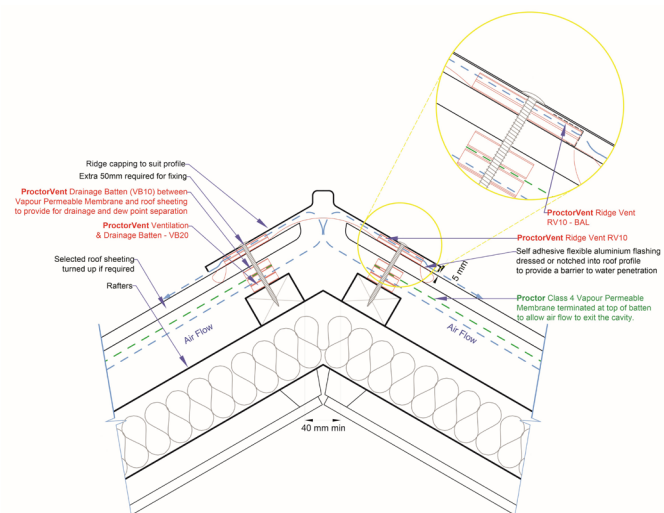 Ridge capping to suit profile
Extra 50mm required for fixing
ProctorVent Drainage Batten (VB10) between
Vapour Permeable Membrane and roof sheeting
to provide for drainage and dew point separation
ProctorVent Ventilation
& Drainage Batten - VB20
Selected roof sheeting
turned up if required
Rafters
Air Flow
40 mm min
Air Flow
5 mm
ProctorVent Ridge Vent
RV10 - BAL
ProctorVent Ridge Vent RV10
Self adhesive flexible aluminium flashing
dressed or notched into roof profile
to provide a barrier to water penetration
Proctor Class 4 Vapour Permeable
Membrane terminated at top of batten
to allow air flow to exit the cavity.